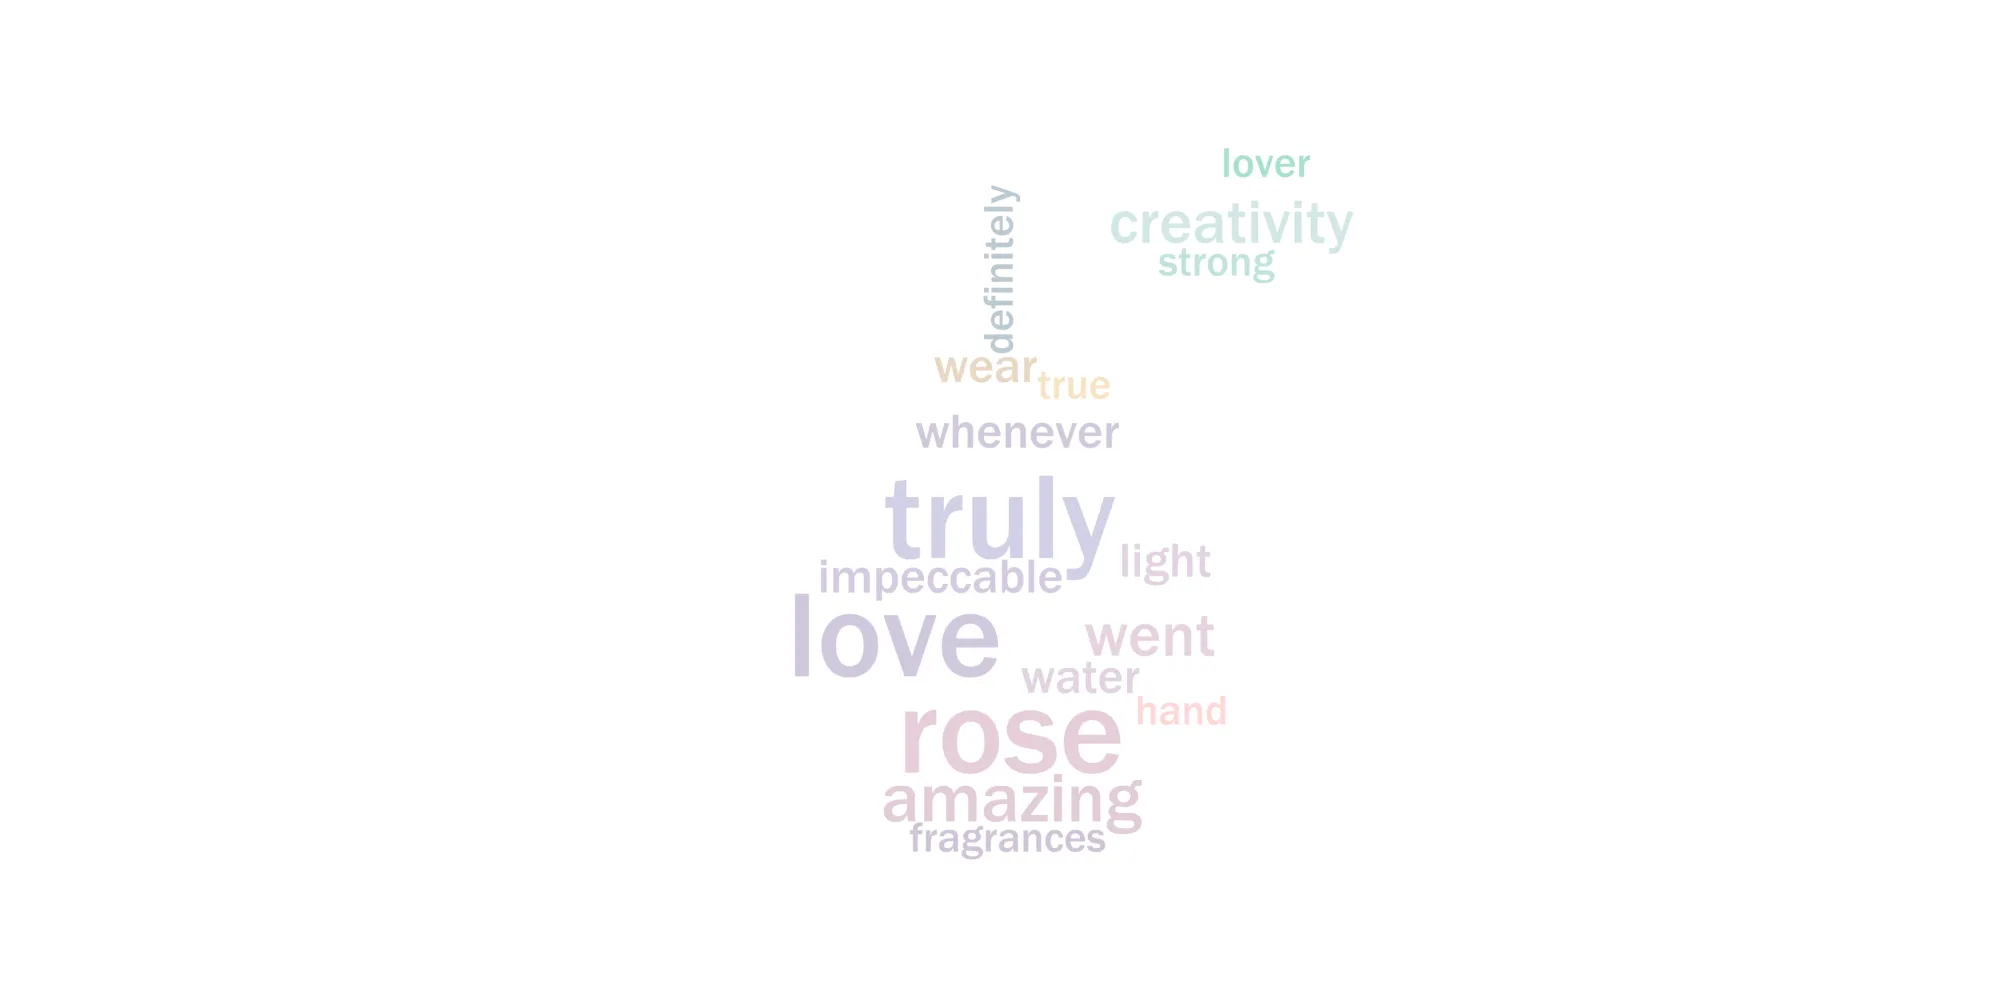 lover
creativity
strong
definitely
wear
true
whenever
truly
light
impeccable
love
went
water
hand
rose
amazing
fragrances